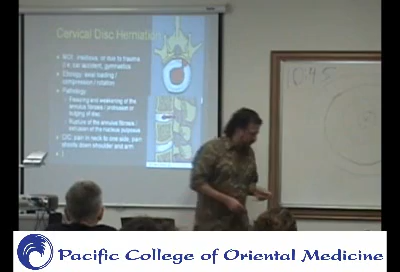 Cervical Disc Herniation
MOI: insidious, or due to trauma
(i.e. car accident, gymnastics
Etiology: axial loading /
compression / rotation
Pathology:
- Fissuring and weakening of the
annulus fibrosis / protrusion or
bulging of disc
- Rupture of the annulus fibrosis /
extrusion of the nucleus pulposus
C/C: pain in neck to one side, pain
shoots down shoulder and arm
Pacific College of Oriental Medicine